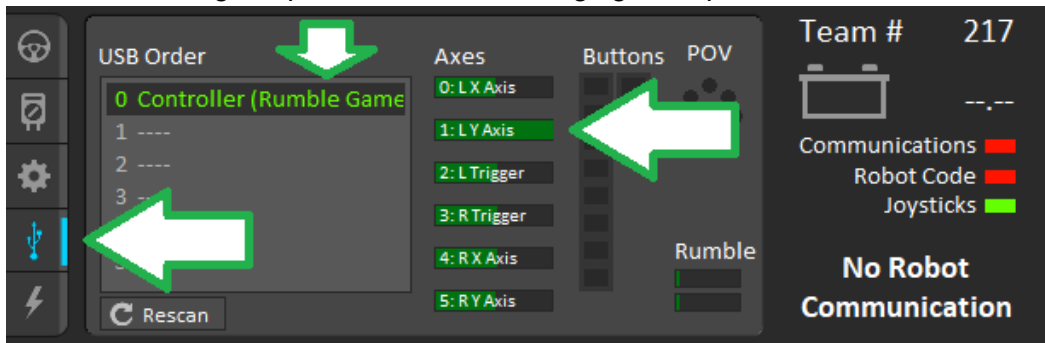 USB Order
0 Controller (Rumble Game
1 ----
2 ----
3
Rescan
Axes
0: L X Axis
1: L Y Axis
2: L Trigger
3: R Trigger
4: R X Axis
5: R Y Axis
Buttons
POV
Rumble
Team # 217
--.--
Communications
Robot Code
Joysticks
No Robot
Communication